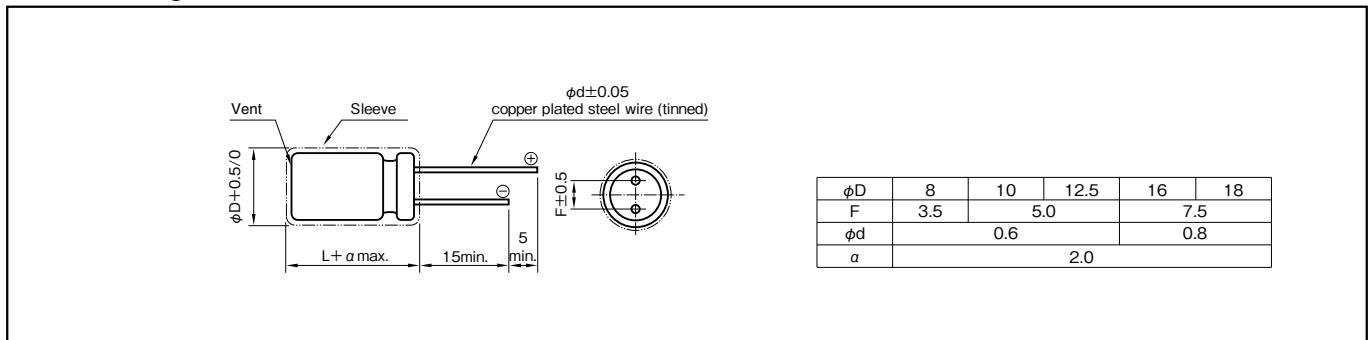 φd±0.05
copper plated steel wire (tinned)
Vent
Sleeve
φD+0.5/0
⊕
⊖
F±0.5
L+ α max.
15min.
5
min.
φD 8 10 12.5 16 18
F 3.5 5.0 7.5
φd 0.6 0.8
α 2.0